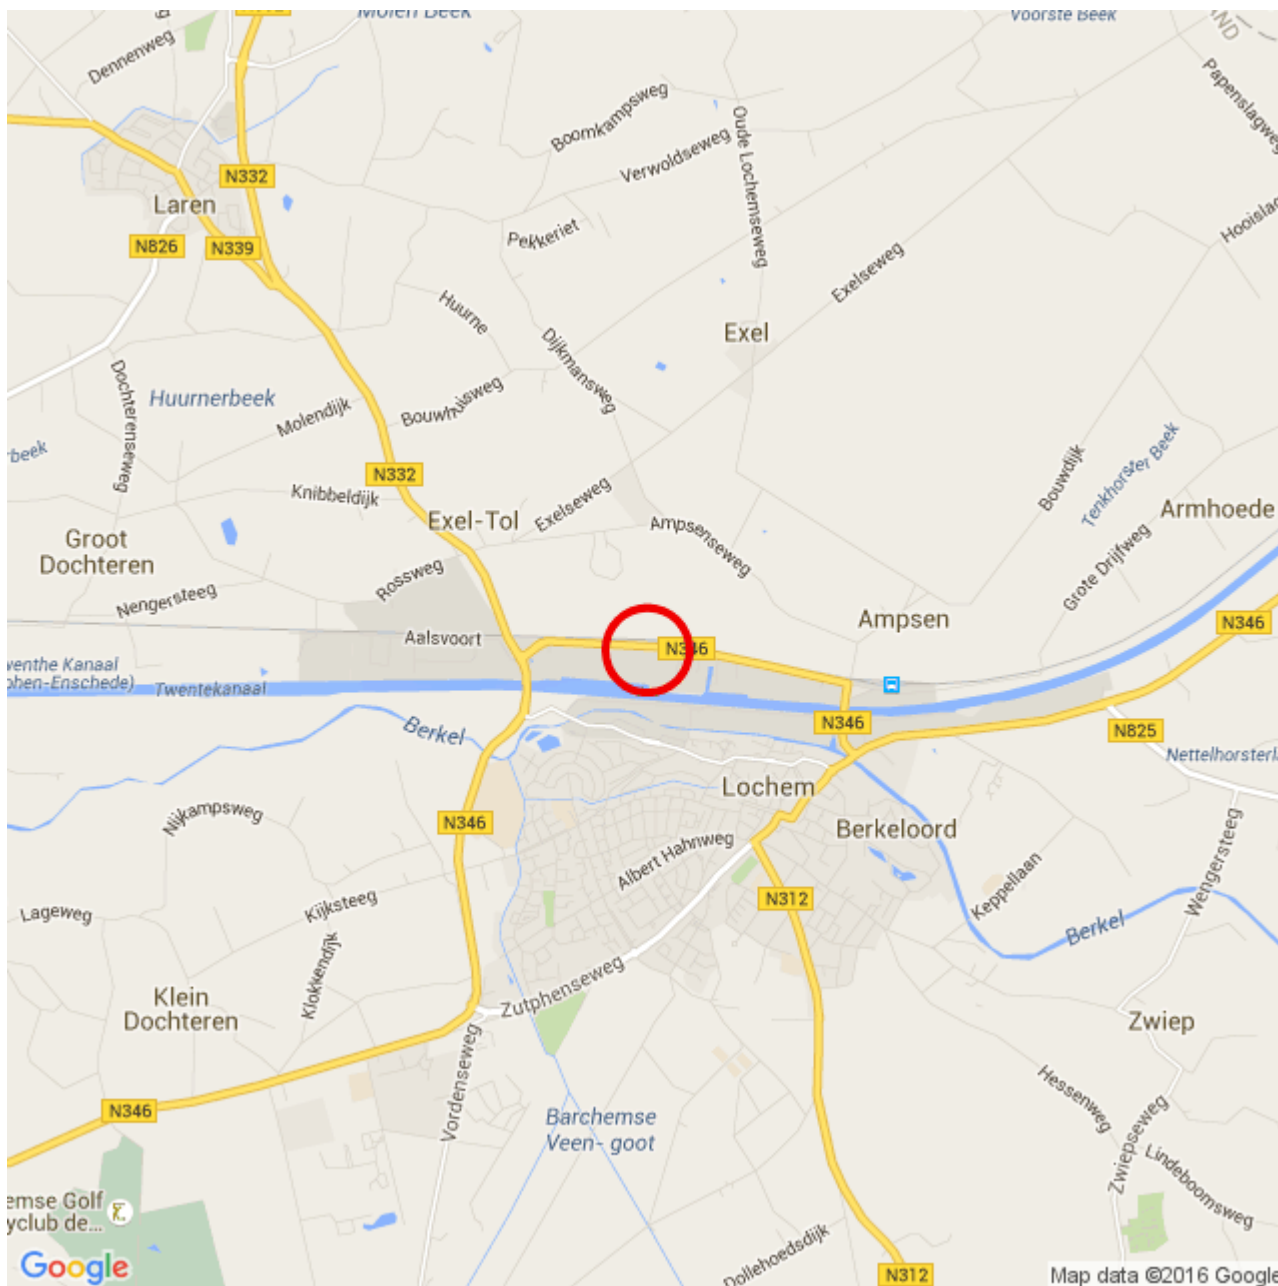 Molen Beek
Voorste Beek
Dennenweg
Papenslagweg
Boomkampsweg
Oude Lochemseweg
Verwoldseweg
N332
Laren
N826
N339
Pekkeriet
Hooislag
Exelseweg
Huurne
Exel
Dijkmansweg
Dochterenseweg
Huurnerbeek
Molendijk
Bouwhuisweg
rbeek
N332
Knibbeldijk
Exelseweg
Bouwdijk
Tenkhorster Beek
Exel-Tol
Ampsenseweg
Armhoede
Groot
Dochteren
Rossweg
Grote Drijfweg
Nengersteeg
Ampsen
N346
Aalsvoort
N346
wenthe Kanaal
ohen-Enschede)
Twentekanaal
Berkel
N346
N825
Nettelhorsterla
Lochem
Nijkampsweg
N346
Berkeloord
Albert Hahnweg
Wengersteeg
Keppellaan
N312
Lageweg
Kijksteeg
Berkel
Klokkendijk
Zutphenseweg
Klein
Dochteren
Zwiep
Vordenseweg
Hessenweg
N346
Barchemse
Veen- goot
Zwiepseweg
Lindeboomsweg
emse Golf
yclub de...
Dollehoedsdijk
Google
N312
Map data ©2016 Google